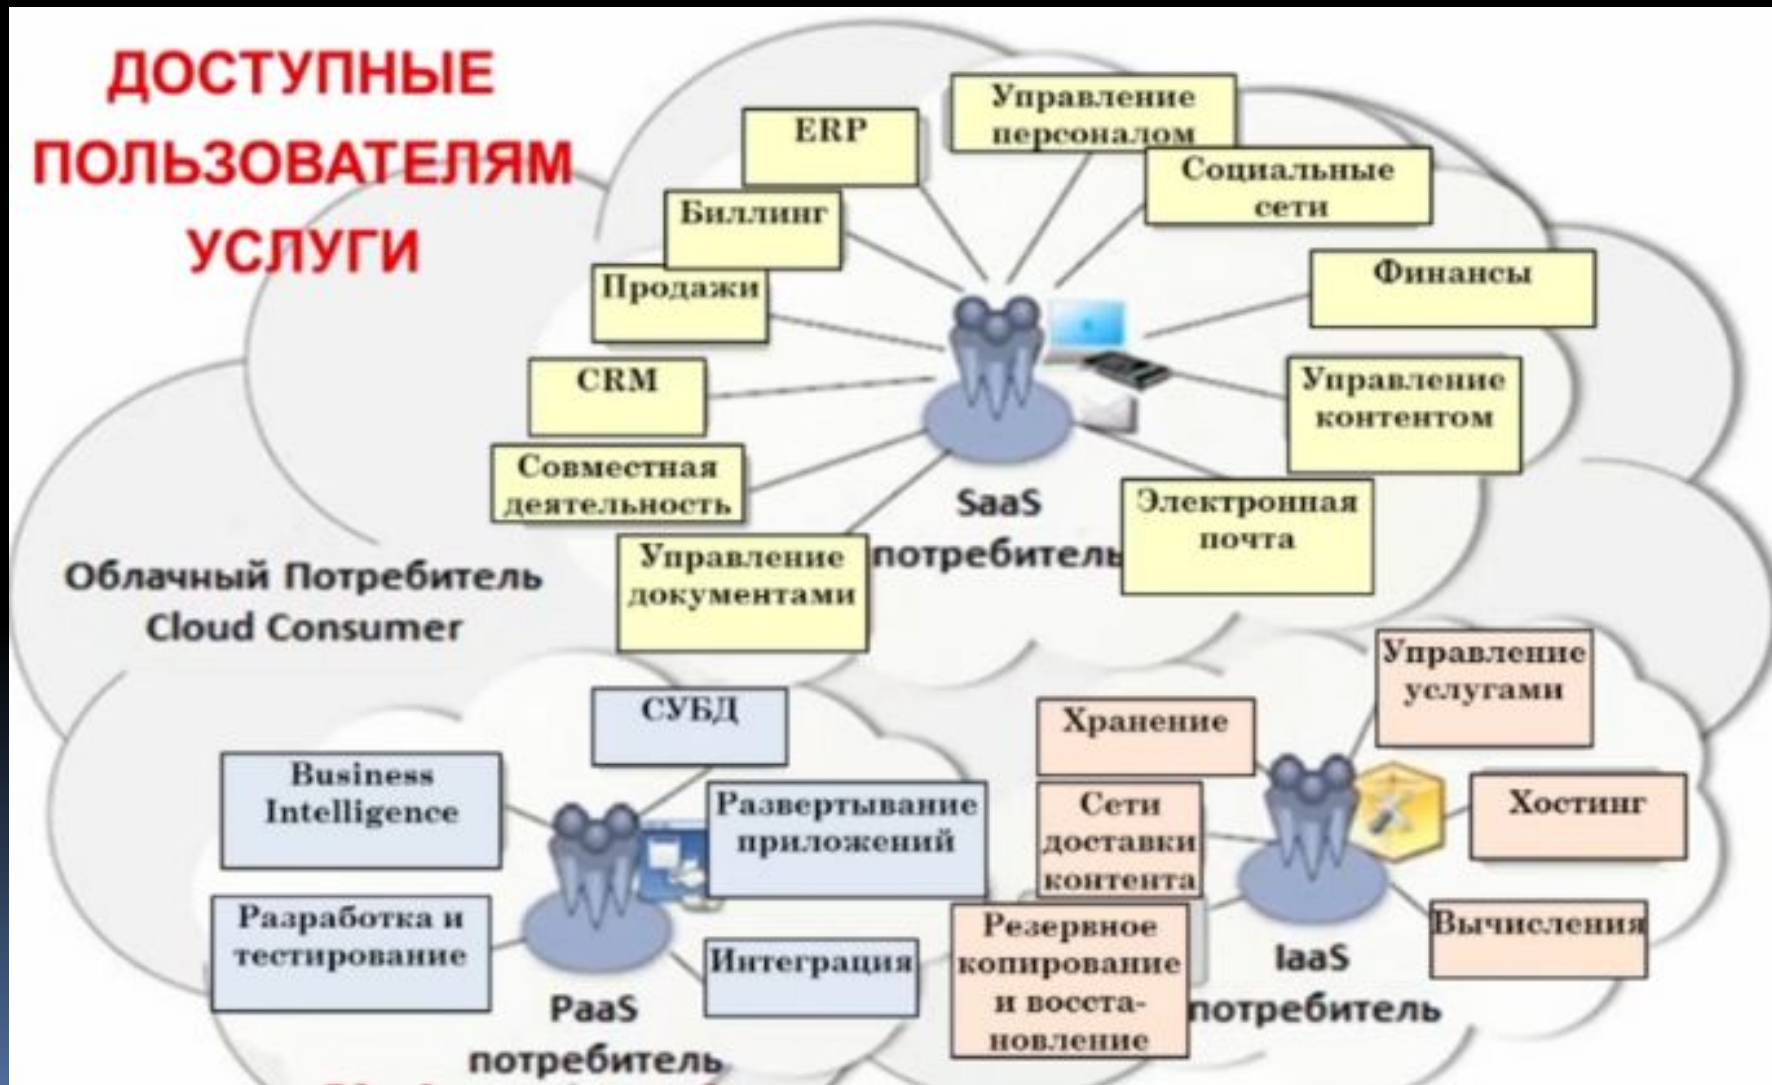 ДОСТУПНЫЕ
ПОЛЬЗОВАТЕЛЯМ
УСЛУГИ
Управление
персоналом
ERP
Социальные
сети
Биллинг
Финансы
Продажи
CRM
Управление
контентом
Совместная
деятельность
Электронная
почта
SaaS
потребитель
Управление
документами
Облачный Потребитель
Cloud Consumer
СУБД
Business
Intelligence
Развертывание
приложений
Разработка и
тестирование
Интеграция
PaaS
потребитель
Управление
услугами
Хранение
Хостинг
Сети
доставки
контента
Вычисления
Резервное
копирование
и восста-
новление
IaaS
потребитель